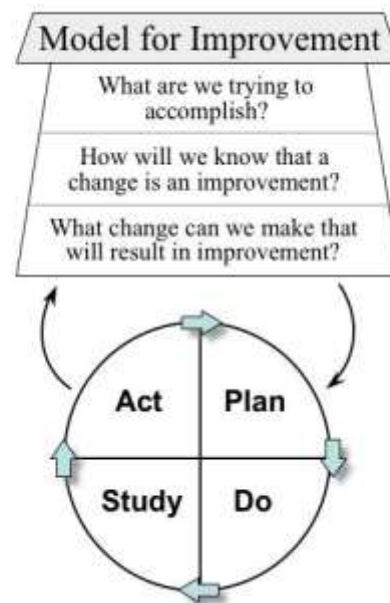 Model for Improvement
What are we trying to
accomplish?
How will we know that a
change is an improvement?
What change can we make that
will result in improvement?
Act
Plan
Study
Do